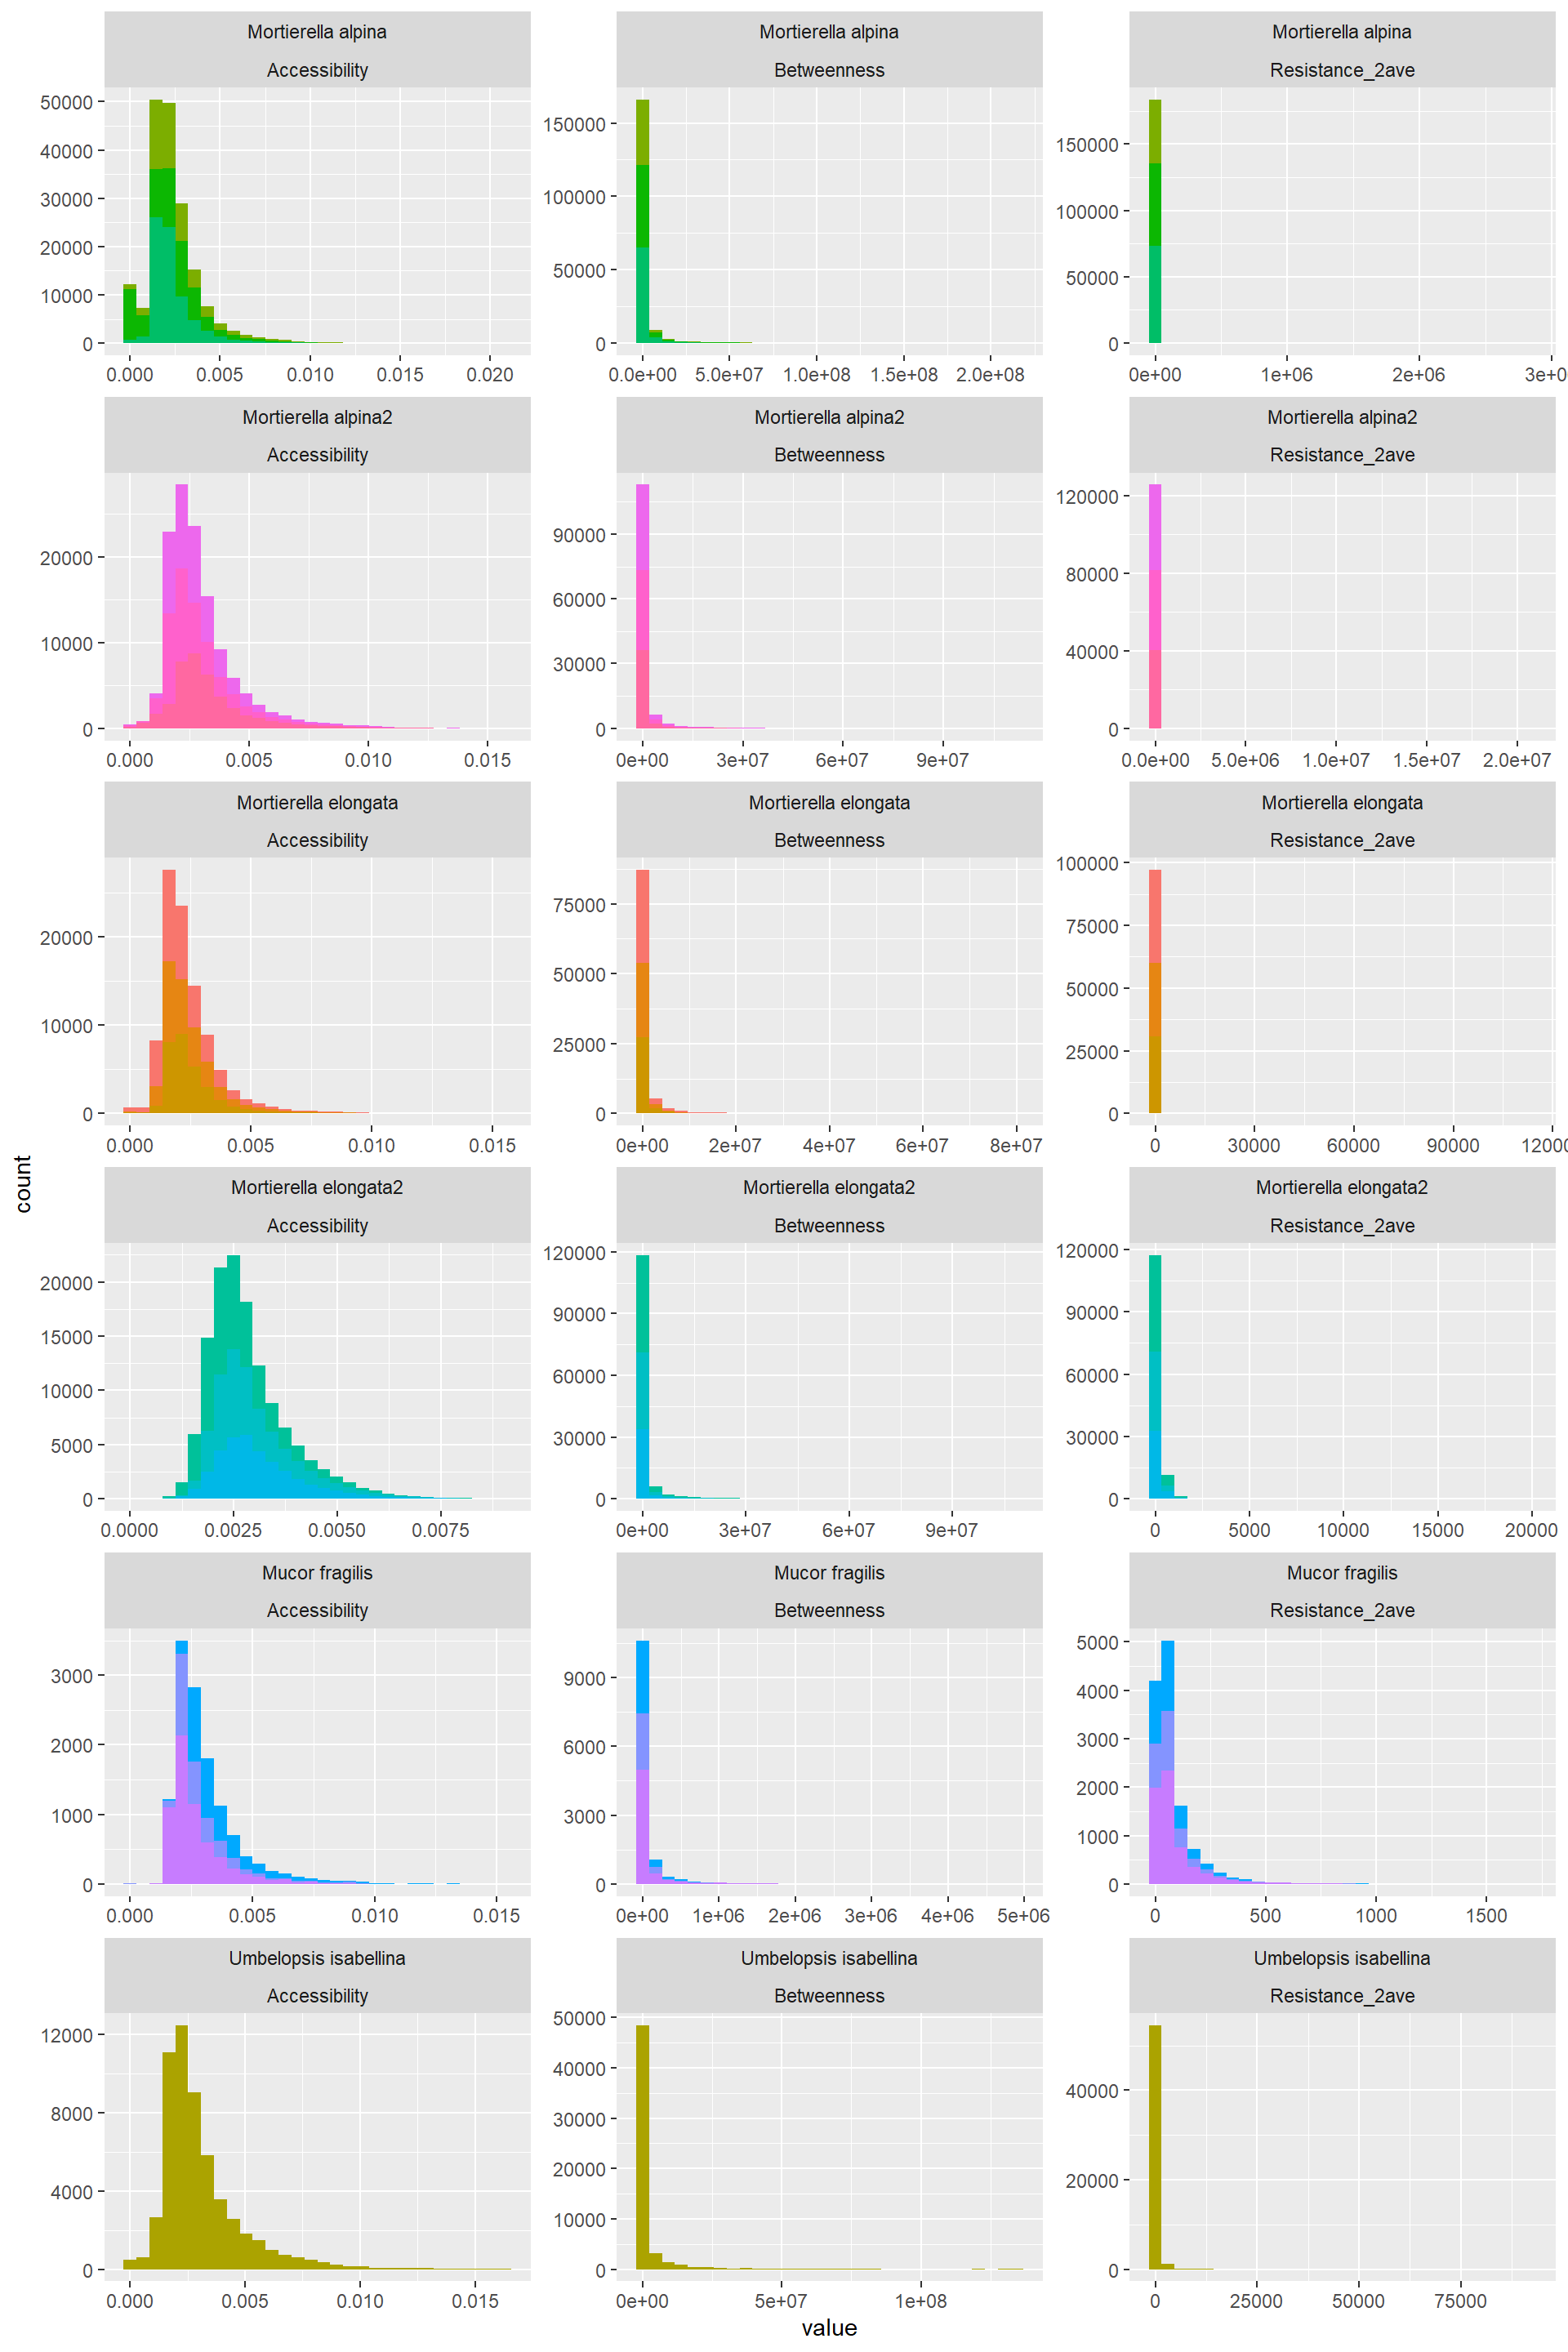 Mortierella alpina
Accessibility
Mortierella alpina
Betweenness
Mortierella alpina
Resistance_2ave
50000
40000
30000
20000
10000
0
0.000 0.005 0.010 0.015 0.020
150000
100000
50000
0
0.0e+00 5.0e+07 1.0e+08 1.5e+08 2.0e+08
150000
100000
50000
0
0e+00 1e+06 2e+06 3e+0
Mortierella alpina2
Accessibility
Mortierella alpina2
Betweenness
Mortierella alpina2
Resistance_2ave
20000
10000
0
0.000 0.005 0.010 0.015
90000
60000
30000
0
0e+00 3e+07 6e+07 9e+07
120000
80000
40000
0
0.0e+00 5.0e+06 1.0e+07 1.5e+07 2.0e+07
Mortierella elongata
Accessibility
Mortierella elongata
Betweenness
Mortierella elongata
Resistance_2ave
20000
10000
0
0.000 0.005 0.010 0.015
75000
50000
25000
0
0e+00 2e+07 4e+07 6e+07 8e+07
100000
75000
50000
25000
0
0 30000 60000 90000 12000
count
Mortierella elongata2
Accessibility
Mortierella elongata2
Betweenness
Mortierella elongata2
Resistance_2ave
20000
15000
10000
5000
0
0.0000 0.0025 0.0050 0.0075
120000
90000
60000
30000
0
0e+00 3e+07 6e+07 9e+07
120000
90000
60000
30000
0
0 5000 10000 15000 20000
Mucor fragilis
Accessibility
Mucor fragilis
Betweenness
Mucor fragilis
Resistance_2ave
3000
2000
1000
0
0.000 0.005 0.010 0.015
9000
6000
3000
0
0e+00 1e+06 2e+06 3e+06 4e+06 5e+06
5000
4000
3000
2000
1000
0
0 500 1000 1500
Umbelopsis isabellina
Accessibility
Umbelopsis isabellina
Betweenness
Umbelopsis isabellina
Resistance_2ave
12000
8000
4000
0
0.000 0.005 0.010 0.015
50000
40000
30000
20000
10000
0
0e+00 5e+07 1e+08
40000
20000
0
0 25000 50000 75000
value